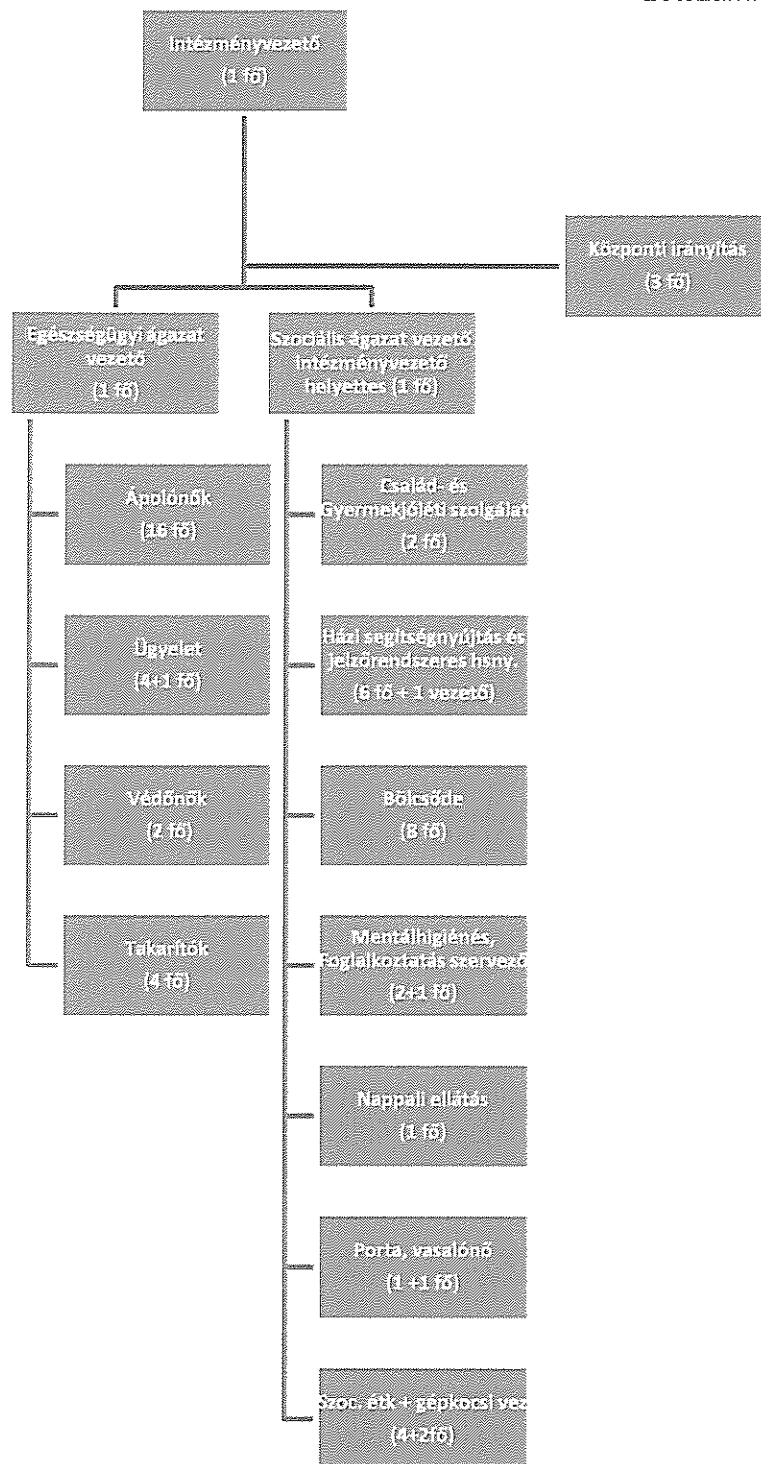 Intézményvezető
(1 fő)
Központi irányítás
(3 fő)
Egészségügyi ágazat
vezető
(1 fő)
Szociális ágazat vezető
Intézményvezető
helyettes (1 fő)
Ápolónők
(16 fő)
Ügyelet
(4+1 fő)
Védőnők
(2 fő)
Takarítók
(4 fő)
Család- és
Gyermekjóléti szolgálat
(2 fő)
Házi segítségnyújtás és
jelzőrendszeres hsny.
(6 fő + 1 vezető)
Bölcsőde
(8 fő)
Mentálhigiénés,
Foglalkoztatás szervező
(2+1 fő)
Nappali ellátás
(1 fő)
Porta, vasalónő
(1 +1 fő)
Szoc. étk + gépkocsi vez
(4+2fő)